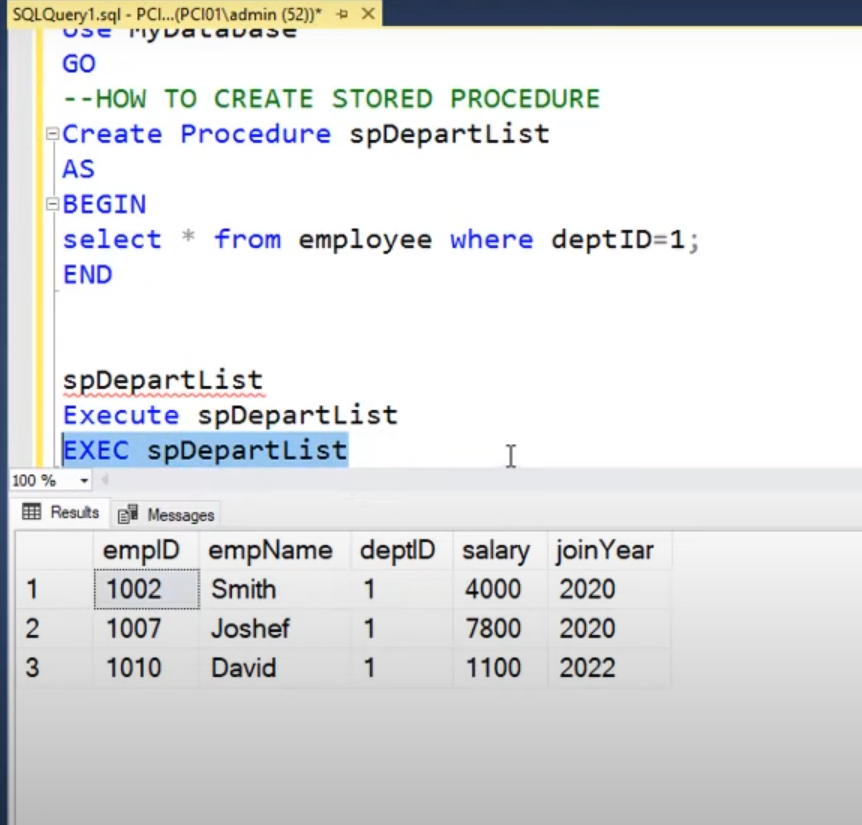 SQLQuery1.sql - PCI...(PCI01\admin (52))*
Use MyDatabase
GO
--HOW TO CREATE STORED PROCEDURE
Create Procedure spDepartList
AS
BEGIN
select * from employee where deptID=1;
END
spDepartList
Execute spDepartList
EXEC spDepartList
100 %
Results Messages
empID empName deptID salary joinYear
1 1002 Smith 1 4000 2020
2 1007 Joshef 1 7800 2020
3 1010 David 1 1100 2022